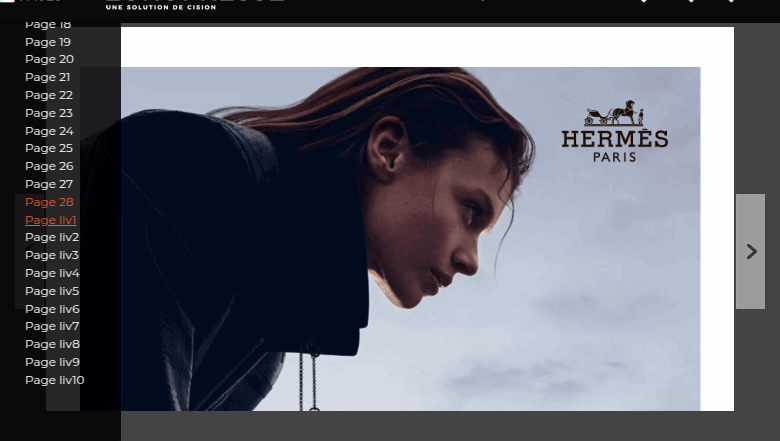 UNE SOLUTION DE CISION
Page 18
Page 19
Page 20
Page 21
Page 22
Page 23
Page 24
Page 25
Page 26
Page 27
Page 28
Page liv1
Page liv2
Page liv3
Page liv4
Page liv5
Page liv6
Page liv7
Page liv8
Page liv9
Page liv10
HERMÈS
PARIS